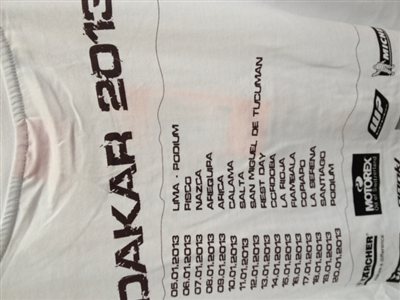 DAKAR 2013
05.01.2013 LIMA - PODIUM
06.01.2013 PISCO
07.01.2013 NAZCA
08.01.2013 AREQUIPA
09.01.2013 ARICA
10.01.2013 CALAMA
11.01.2013 SALTA
12.01.2013 SAN MIGUEL DE TUCUMAN
13.01.2013 REST DAY
14.01.2013 CORDOBA
15.01.2013 LA RIOJA
16.01.2013 FIAMBALA
17.01.2013 COPIAPO
18.01.2013 LA SERENA
19.01.2013 SANTIAGO
20.01.2013 PODIUM
KÄRCHER
MOTOREX
WP
MICH